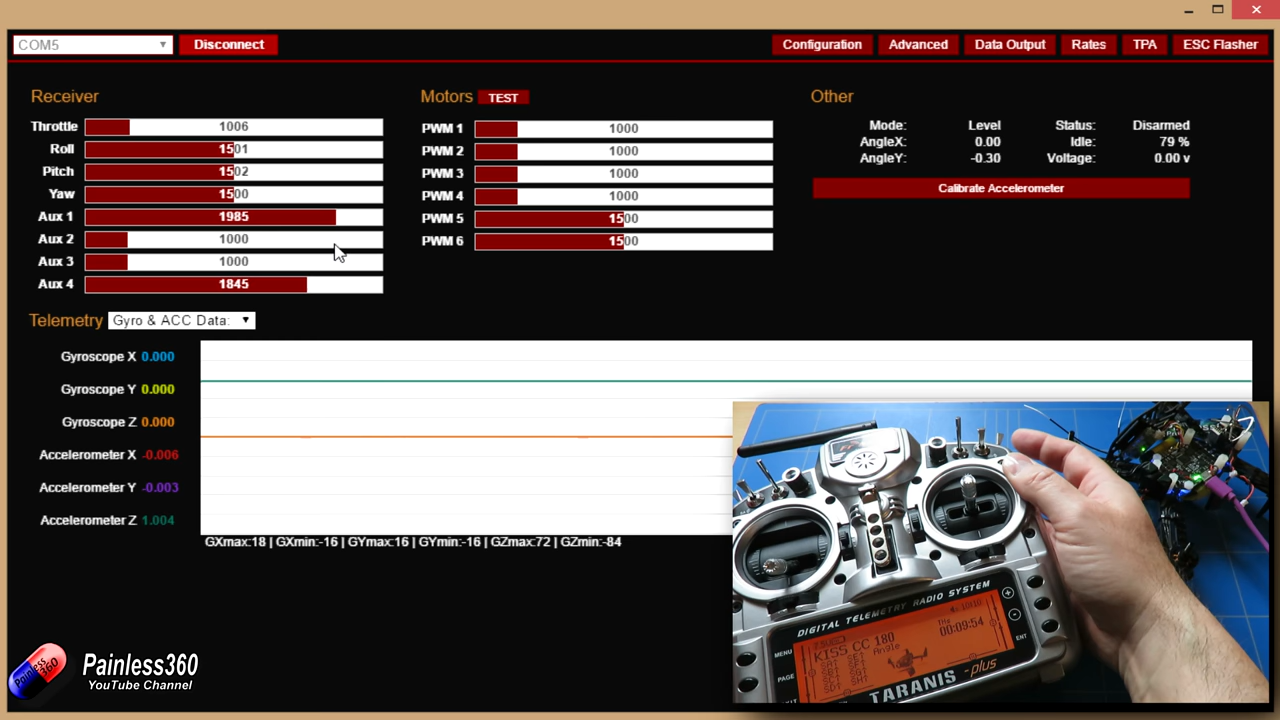 COM5
Disconnect
Configuration
Advanced
Data Output
Rates
TPA
ESC Flasher
Receiver
Throttle 1006
Roll 1501
Pitch 1502
Yaw 1500
Aux 1 1985
Aux 2 1000
Aux 3 1000
Aux 4 1845
Motors TEST
PWM 1 1000
PWM 2 1000
PWM 3 1000
PWM 4 1000
PWM 5 1500
PWM 6 1500
Other
Mode: Level Status: Disarmed
AngleX: 0.00 Idle: 79 %
AngleY: -0.30 Voltage: 0.00 v
Calibrate Accelerometer
Telemetry Gyro & ACC Data:
Gyroscope X 0.000
Gyroscope Y 0.000
Gyroscope Z 0.000
Accelerometer X -0.006
Accelerometer Y -0.003
Accelerometer Z 1.004
GXmax:18 | GXmin:-16 | GYmax:16 | GYmin:-16 | GZmax:72 | GZmin:-84
DIGITAL TELEMETRY RADIO SYSTEM
MENU
PAGE
ENT
KISS CC 180
Angle
00:09:54
TARANIS -plus
Painless360
Painless360
YouTube Channel